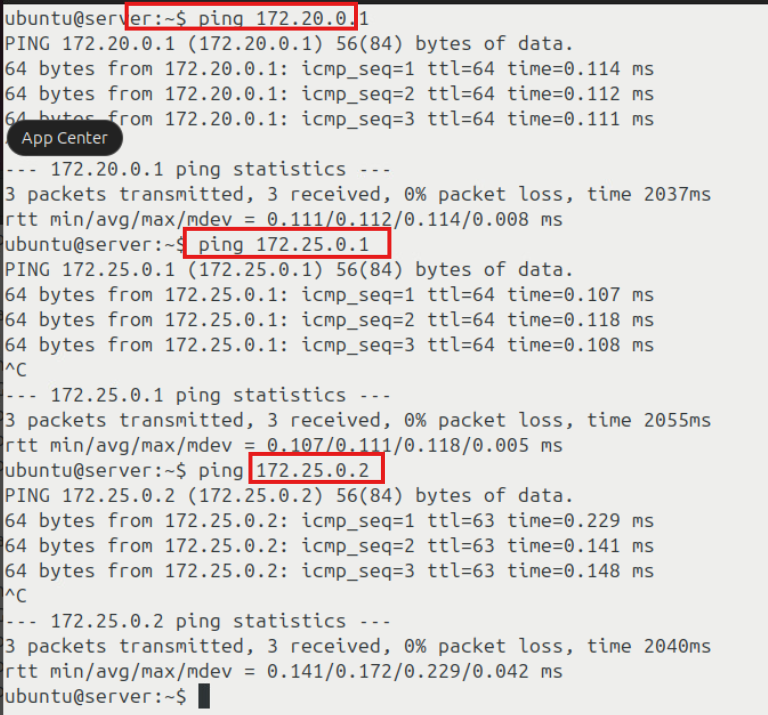 ubuntu@server:~$ ping 172.20.0.1
PING 172.20.0.1 (172.20.0.1) 56(84) bytes of data.
64 bytes from 172.20.0.1: icmp_seq=1 ttl=64 time=0.114 ms
64 bytes from 172.20.0.1: icmp_seq=2 ttl=64 time=0.112 ms
64 bytes from 172.20.0.1: icmp_seq=3 ttl=64 time=0.111 ms
App Center
--- 172.20.0.1 ping statistics ---
3 packets transmitted, 3 received, 0% packet loss, time 2037ms
rtt min/avg/max/mdev = 0.111/0.112/0.114/0.008 ms
ubuntu@server:~$ ping 172.25.0.1
PING 172.25.0.1 (172.25.0.1) 56(84) bytes of data.
64 bytes from 172.25.0.1: icmp_seq=1 ttl=64 time=0.107 ms
64 bytes from 172.25.0.1: icmp_seq=2 ttl=64 time=0.118 ms
64 bytes from 172.25.0.1: icmp_seq=3 ttl=64 time=0.108 ms
^C
--- 172.25.0.1 ping statistics ---
3 packets transmitted, 3 received, 0% packet loss, time 2055ms
rtt min/avg/max/mdev = 0.107/0.111/0.118/0.005 ms
ubuntu@server:~$ ping 172.25.0.2
PING 172.25.0.2 (172.25.0.2) 56(84) bytes of data.
64 bytes from 172.25.0.2: icmp_seq=1 ttl=63 time=0.229 ms
64 bytes from 172.25.0.2: icmp_seq=2 ttl=63 time=0.141 ms
64 bytes from 172.25.0.2: icmp_seq=3 ttl=63 time=0.148 ms
^C
--- 172.25.0.2 ping statistics ---
3 packets transmitted, 3 received, 0% packet loss, time 2040ms
rtt min/avg/max/mdev = 0.141/0.172/0.229/0.042 ms
ubuntu@server:~$